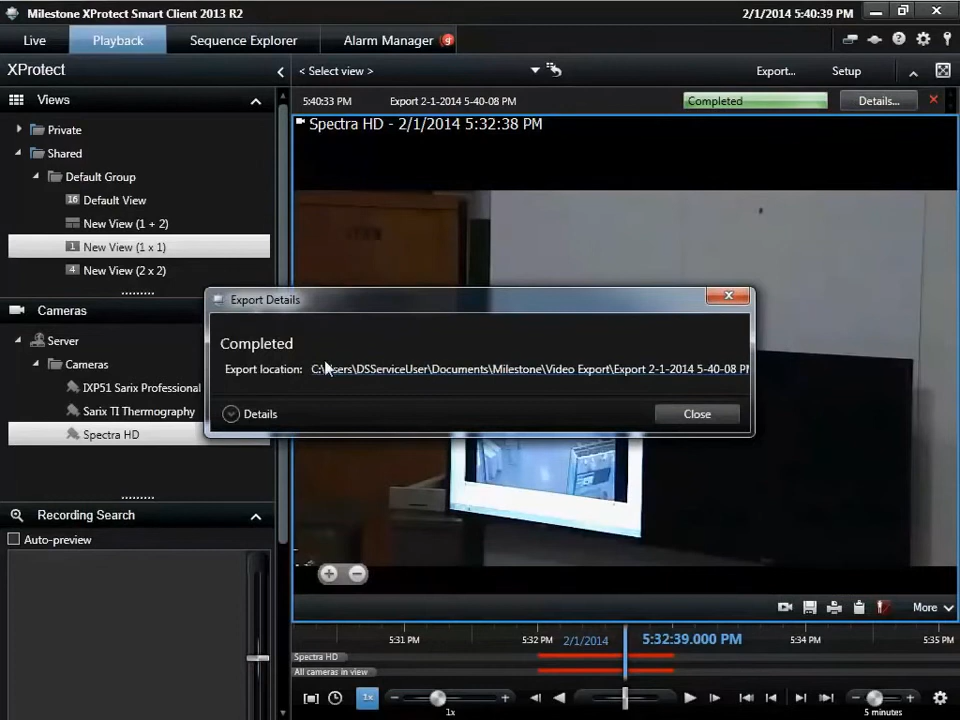 Milestone XProtect Smart Client 2013 R2
2/1/2014 5:40:39 PM
Live
Playback
Sequence Explorer
Alarm Manager
XProtect
< Select view >
Export...
Setup
Views
5:40:33 PM
Export 2-1-2014 5-40-08 PM
Completed
Details...
Spectra HD - 2/1/2014 5:32:38 PM
Private
Shared
Default Group
16 Default View
New View (1 + 2)
1 New View (1 x 1)
4 New View (2 x 2)
Export Details
Completed
Export location: C:\Users\DSServiceUser\Documents\Milestone\Video Export\Export 2-1-2014 5-40-08 PM
Details
Close
Cameras
Server
Cameras
IXP51 Sarix Professional
Sarix TI Thermography
Spectra HD
Recording Search
Auto-preview
More
5:31 PM
5:32 PM
2/1/2014
5:32:39.000 PM
5:34 PM
5:35 PM
Spectra HD
All cameras in view
1x
1x
5 minutes